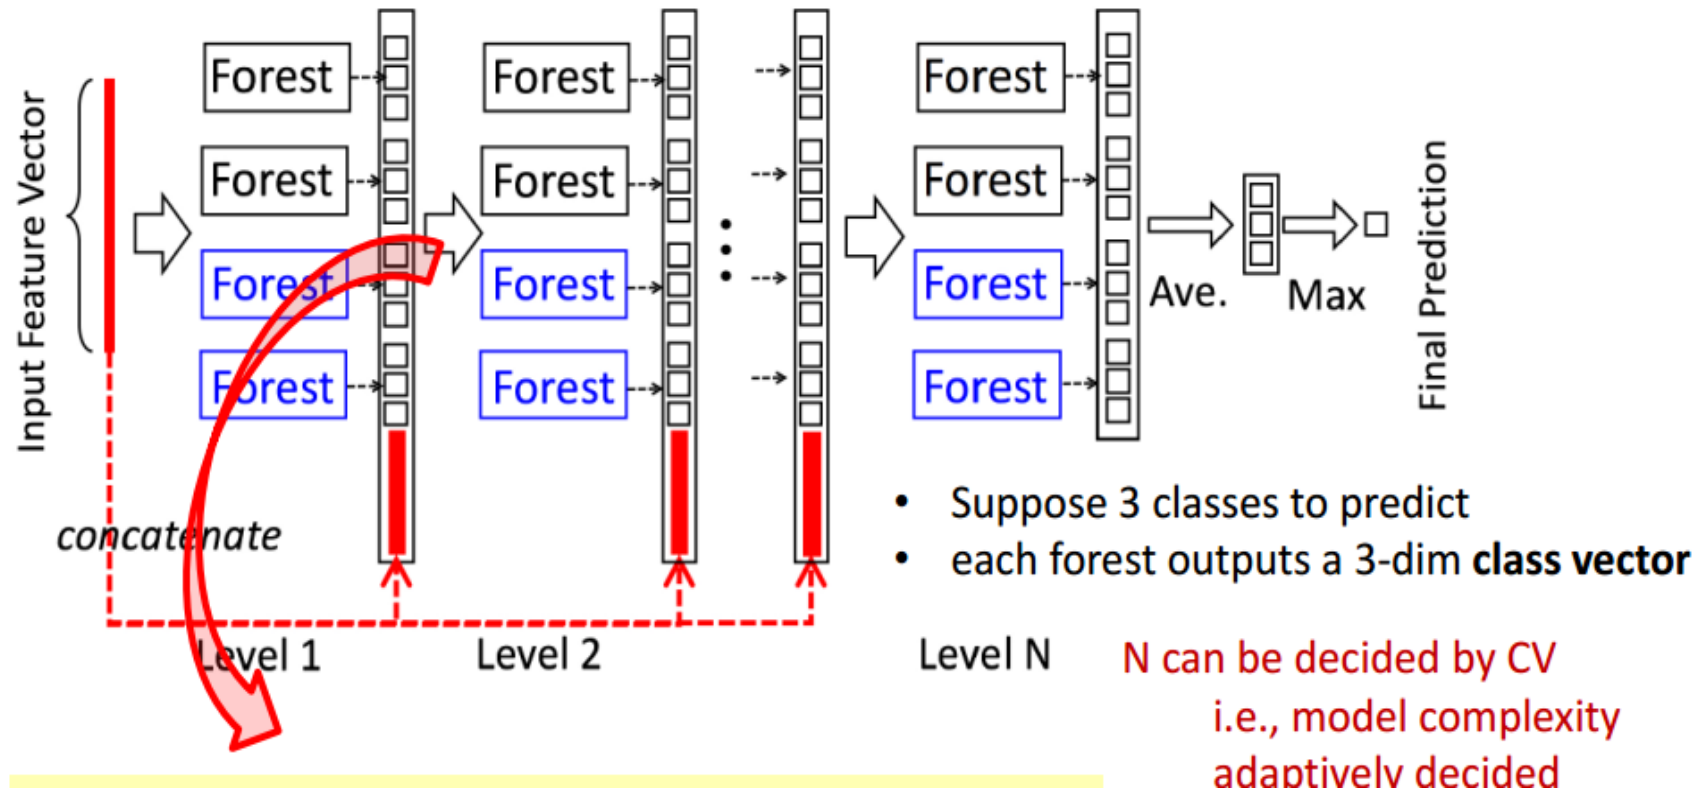 Input Feature Vector
Forest
Forest
Forest
Forest
concatenate
Level 1
Forest
Forest
Forest
Forest
Level 2
Forest
Forest
Forest
Forest
Level N
Ave.
Max
Final Prediction
• Suppose 3 classes to predict
• each forest outputs a 3-dim class vector
N can be decided by CV
i.e., model complexity
adaptively decided